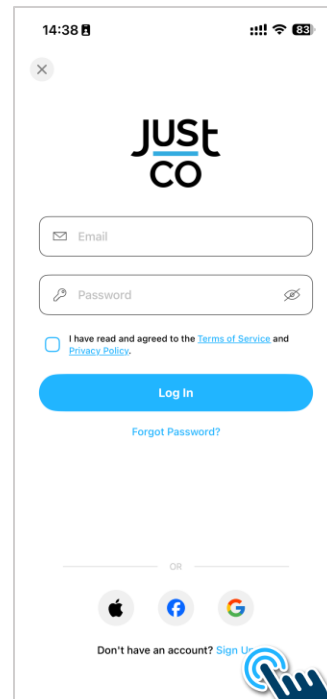 14:38
83
JUSt
CO
Email
Password
I have read and agreed to the Terms of Service and
Privacy Policy.
Log In
Forgot Password?
OR
Don't have an account? Sign Up